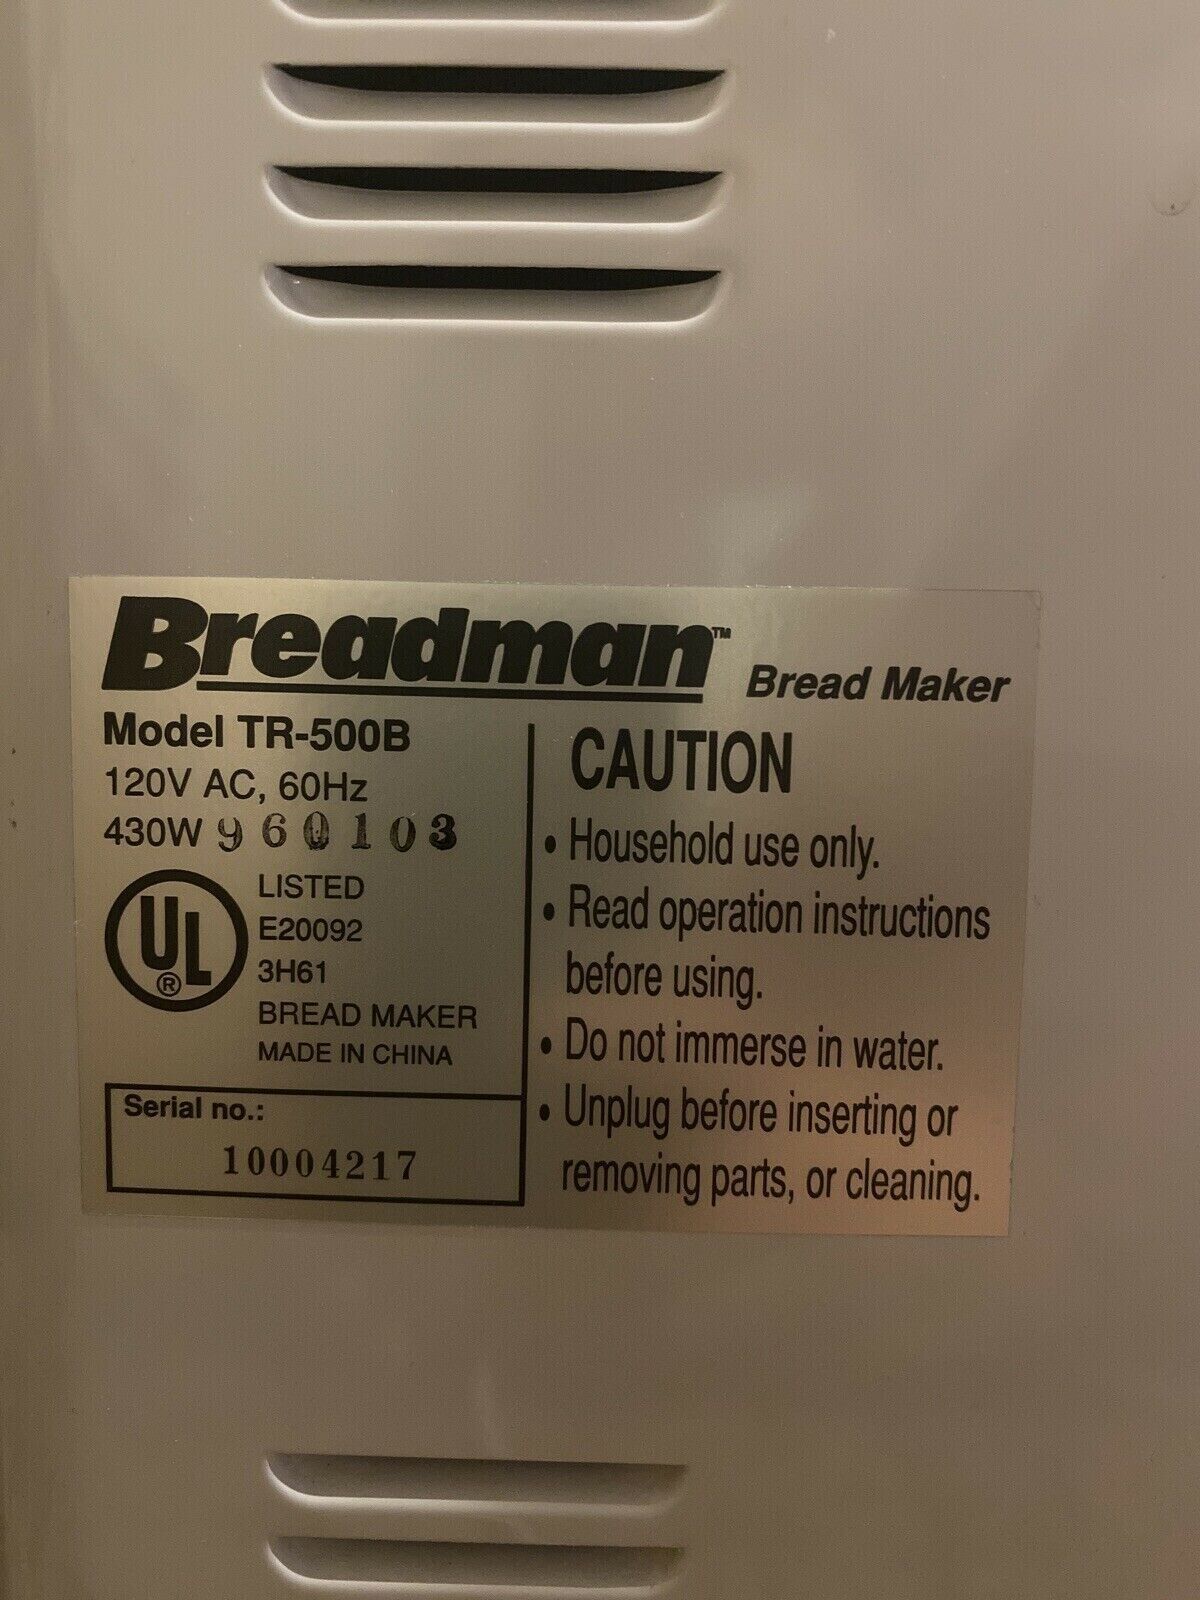 Breadman™ Bread Maker
Model TR-500B
120V AC, 60Hz
430W 960103
UL®
LISTED
E20092
3H61
BREAD MAKER
MADE IN CHINA
Serial no.:
10004217
CAUTION
• Household use only.
• Read operation instructions
before using.
• Do not immerse in water.
• Unplug before inserting or
removing parts, or cleaning.